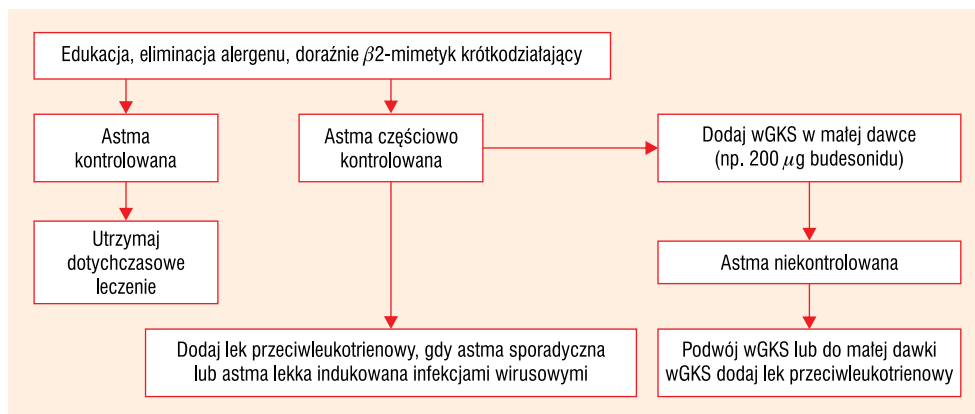 Edukacja, eliminacja alergenu, doraźnie β2-mimetyk krótkodziałający
Astma
kontrolowana
Astma częściowo
kontrolowana
Dodaj wGKS w małej dawce
(np. 200 μg budesonidu)
Utrzymaj
dotychczasowe
leczenie
Astma niekontrolowana
Dodaj lek przeciwleukotrienowy, gdy astma sporadyczna
lub astma lekka indukowana infekcjami wirusowymi
Podwój wGKS lub do małej dawki
wGKS dodaj lek przeciwleukotrienowy